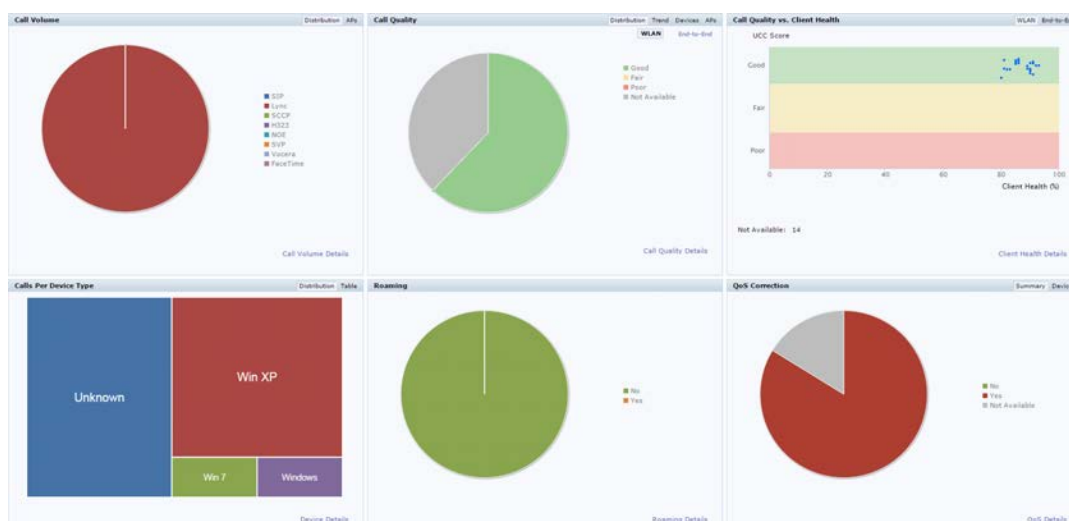 Call Volume
Distribution APs
SIP
Lync
SCCP
H323
NOE
SVP
Vocera
FaceTime
Call Volume Details
Call Quality
Distribution Trend Devices APs
WLAN End-to-End
Good
Fair
Poor
Not Available
Call Quality Details
Call Quality vs. Client Health
WLAN End-to-En
UCC Score
Good
Fair
Poor
0 20 40 60 80 100
Client Health (%)
Not Available: 14
Client Health Details
Calls Per Device Type
Distribution Table
Unknown
Win XP
Win 7
Windows
Device Details
Roaming
No
Yes
Roaming Details
QoS Correction
Summary Devic
No
Yes
Not Available
QoS Details